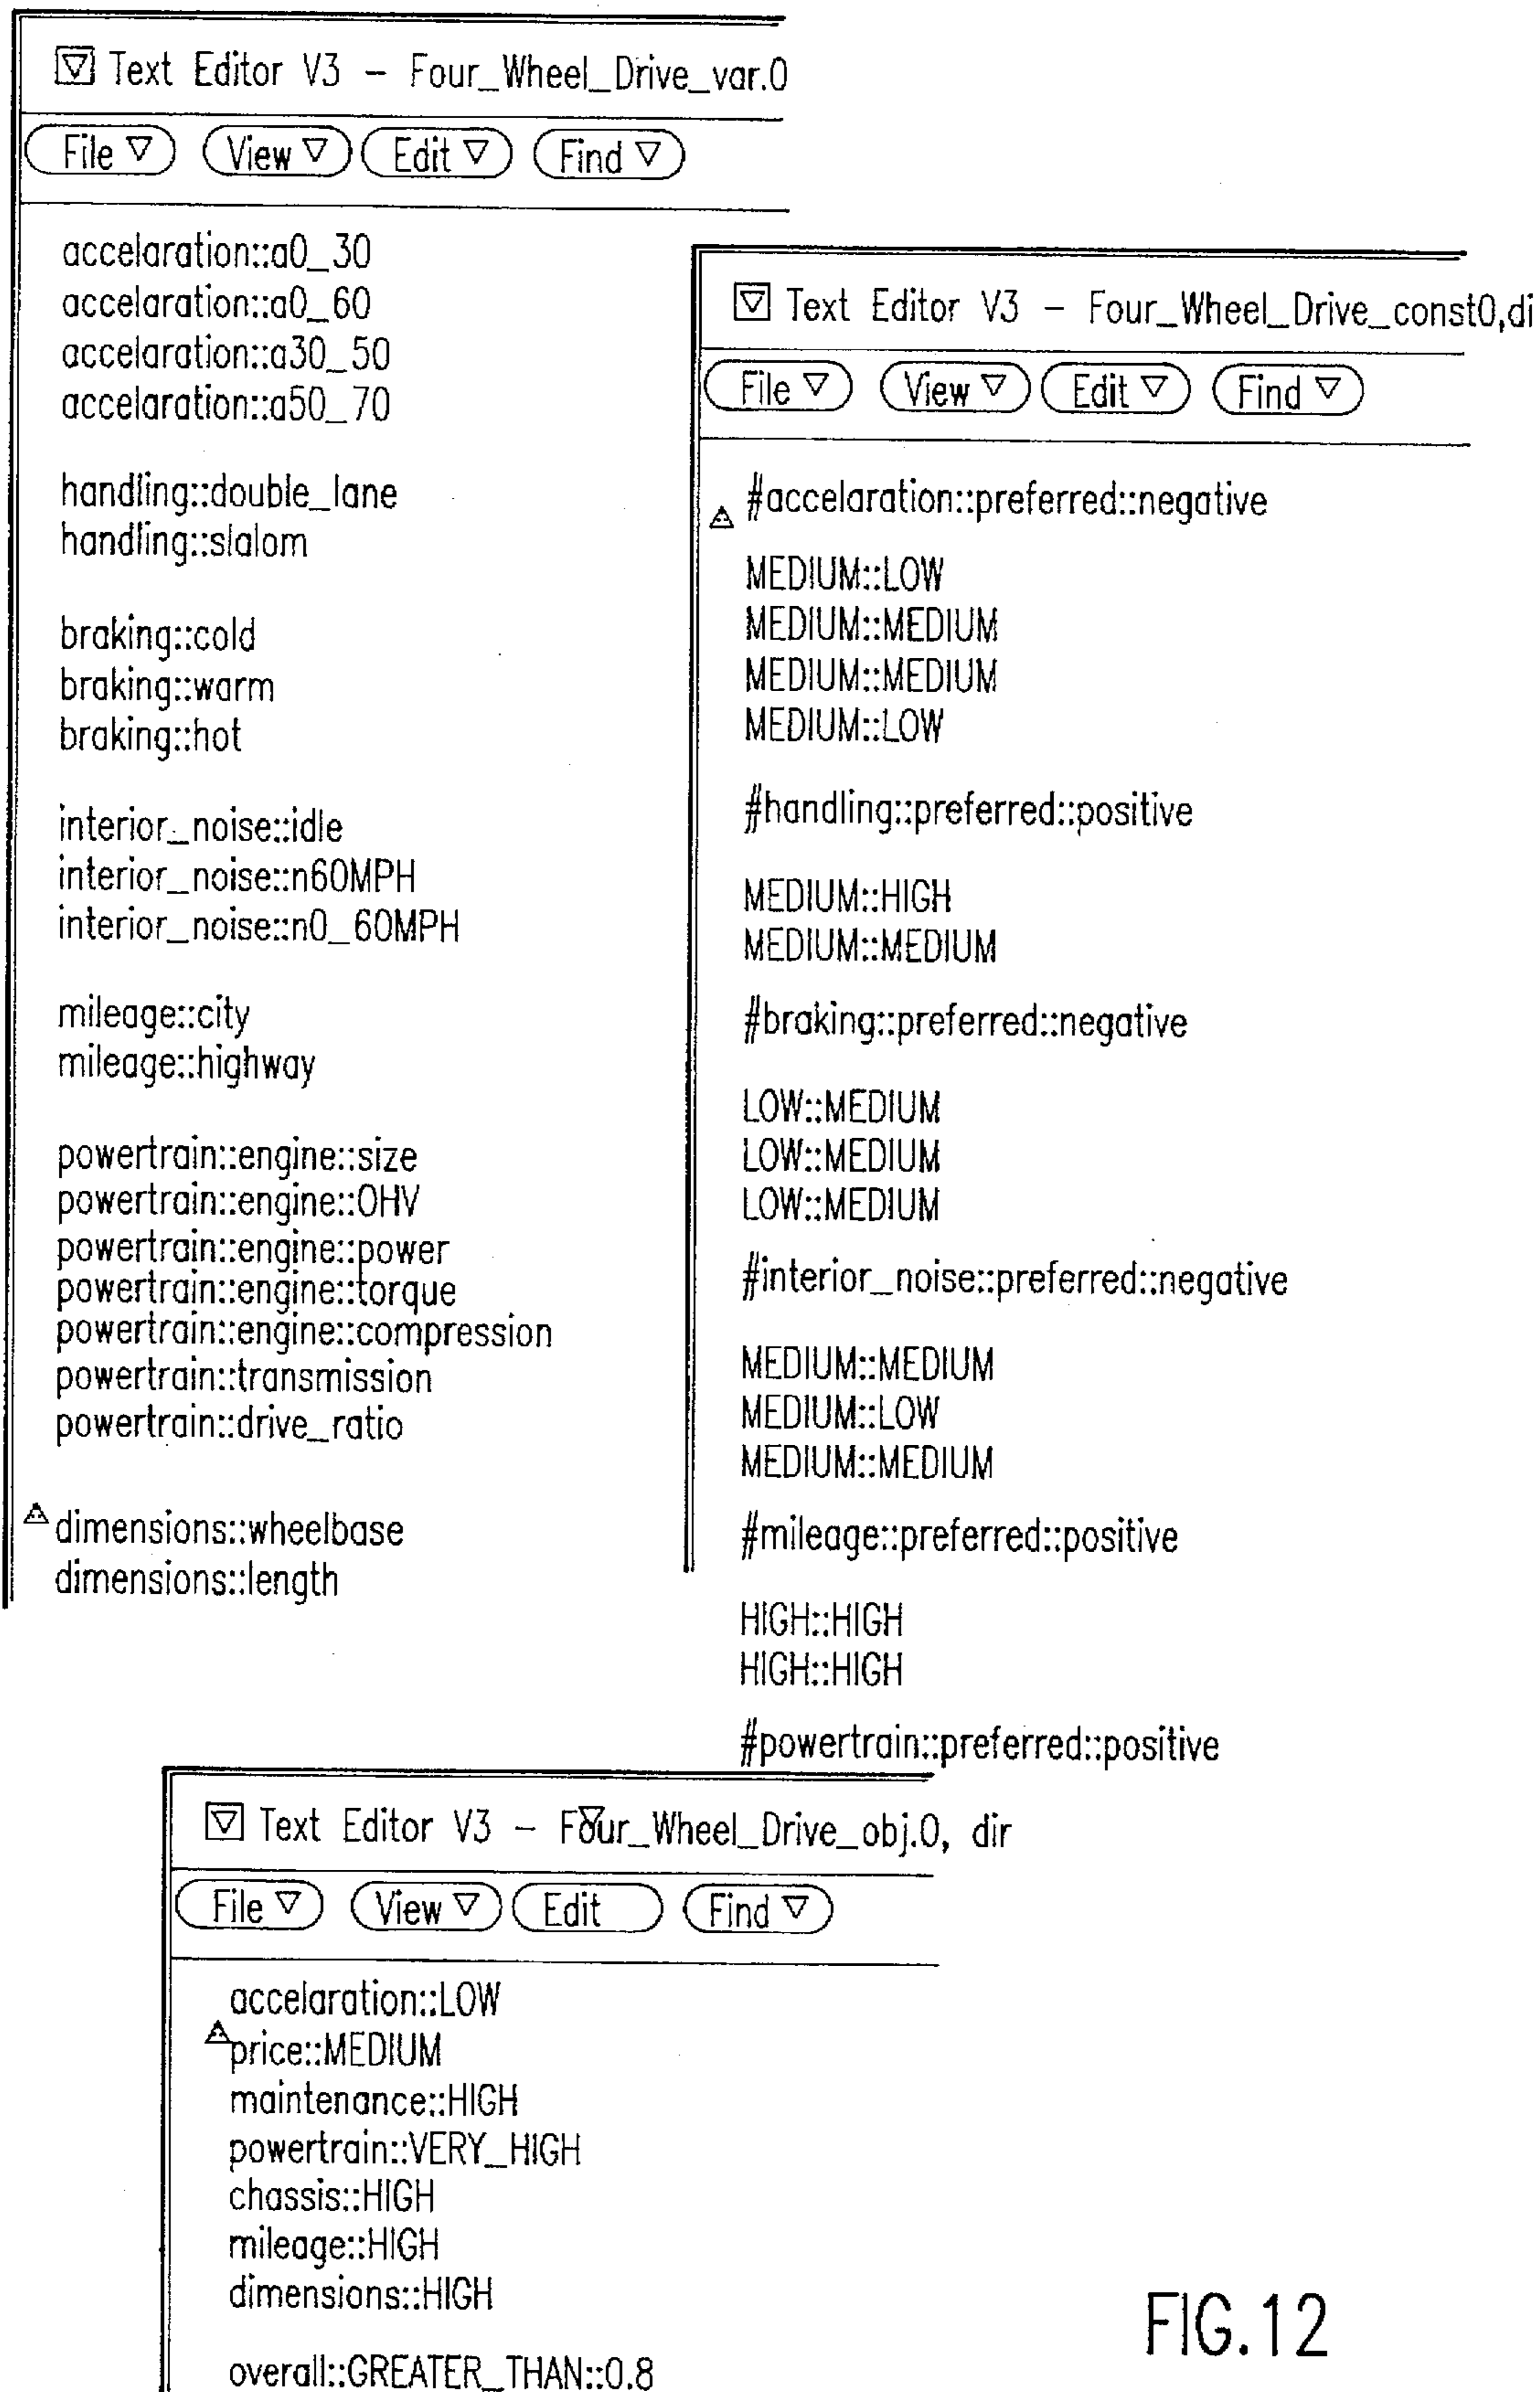 Text Editor V3 - Four_Wheel_Drive_var.0
File View Edit Find
accelaration::a0_30
accelaration::a0_60
accelaration::a30_50
accelaration::a50_70
handling::double_lane
handling::slalom
braking::cold
braking::warm
braking::hot
interior_noise::idle
interior_noise::n60MPH
interior_noise::n0_60MPH
mileage::city
mileage::highway
powertrain::engine::size
powertrain::engine::OHV
powertrain::engine::power
powertrain::engine::torque
powertrain::engine::compression
powertrain::transmission
powertrain::drive_ratio
dimensions::wheelbase
dimensions::length
Text Editor V3 - Four_Wheel_Drive_const0,di
File View Edit Find
#accelaration::preferred::negative
MEDIUM::LOW
MEDIUM::MEDIUM
MEDIUM::MEDIUM
MEDIUM::LOW
#handling::preferred::positive
MEDIUM::HIGH
MEDIUM::MEDIUM
#braking::preferred::negative
LOW::MEDIUM
LOW::MEDIUM
LOW::MEDIUM
#interior_noise::preferred::negative
MEDIUM::MEDIUM
MEDIUM::LOW
MEDIUM::MEDIUM
#mileage::preferred::positive
HIGH::HIGH
HIGH::HIGH
#powertrain::preferred::positive
Text Editor V3 - Four_Wheel_Drive_obj.0, dir
File View Edit Find
accelaration::LOW
price::MEDIUM
maintenance::HIGH
powertrain::VERY_HIGH
chassis::HIGH
mileage::HIGH
dimensions::HIGH
overall::GREATER_THAN::0.8
FIG.12